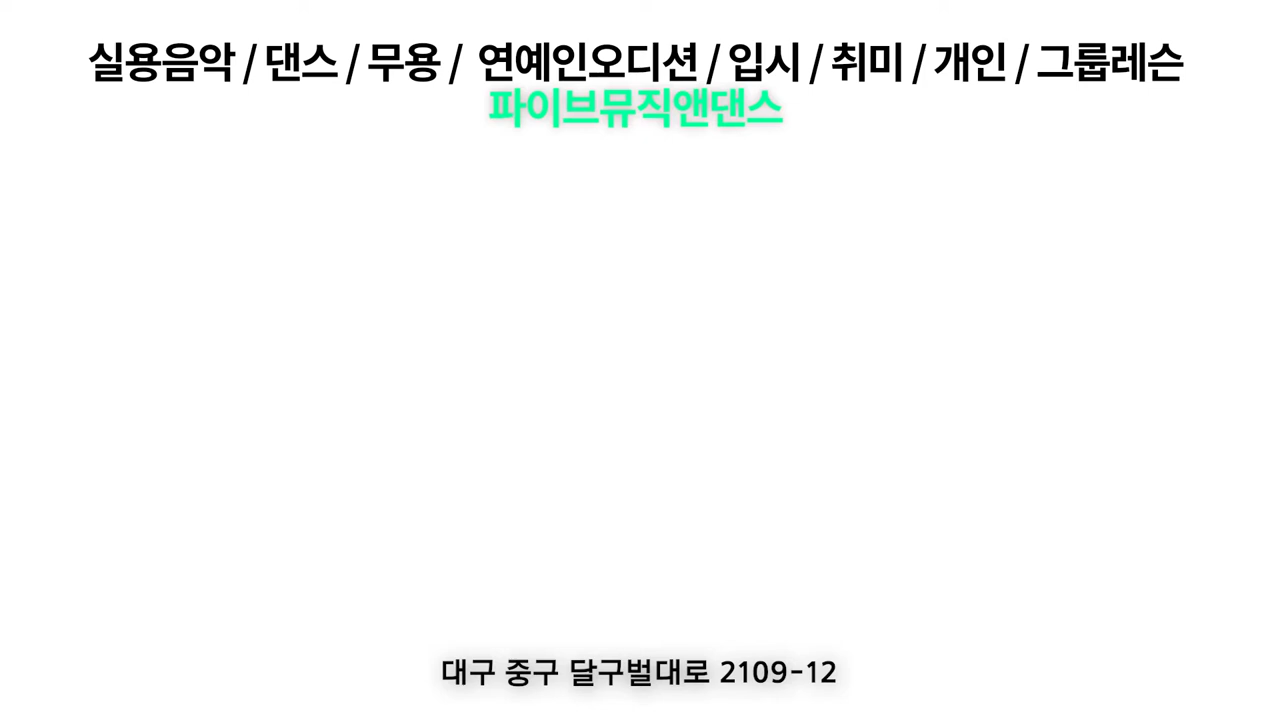 실용음악 / 댄스 / 무용 / 연예인오디션 / 입시 / 취미 / 개인 / 그룹레슨
파이브뮤직앤댄스
대구 중구 달구벌대로 2109-12